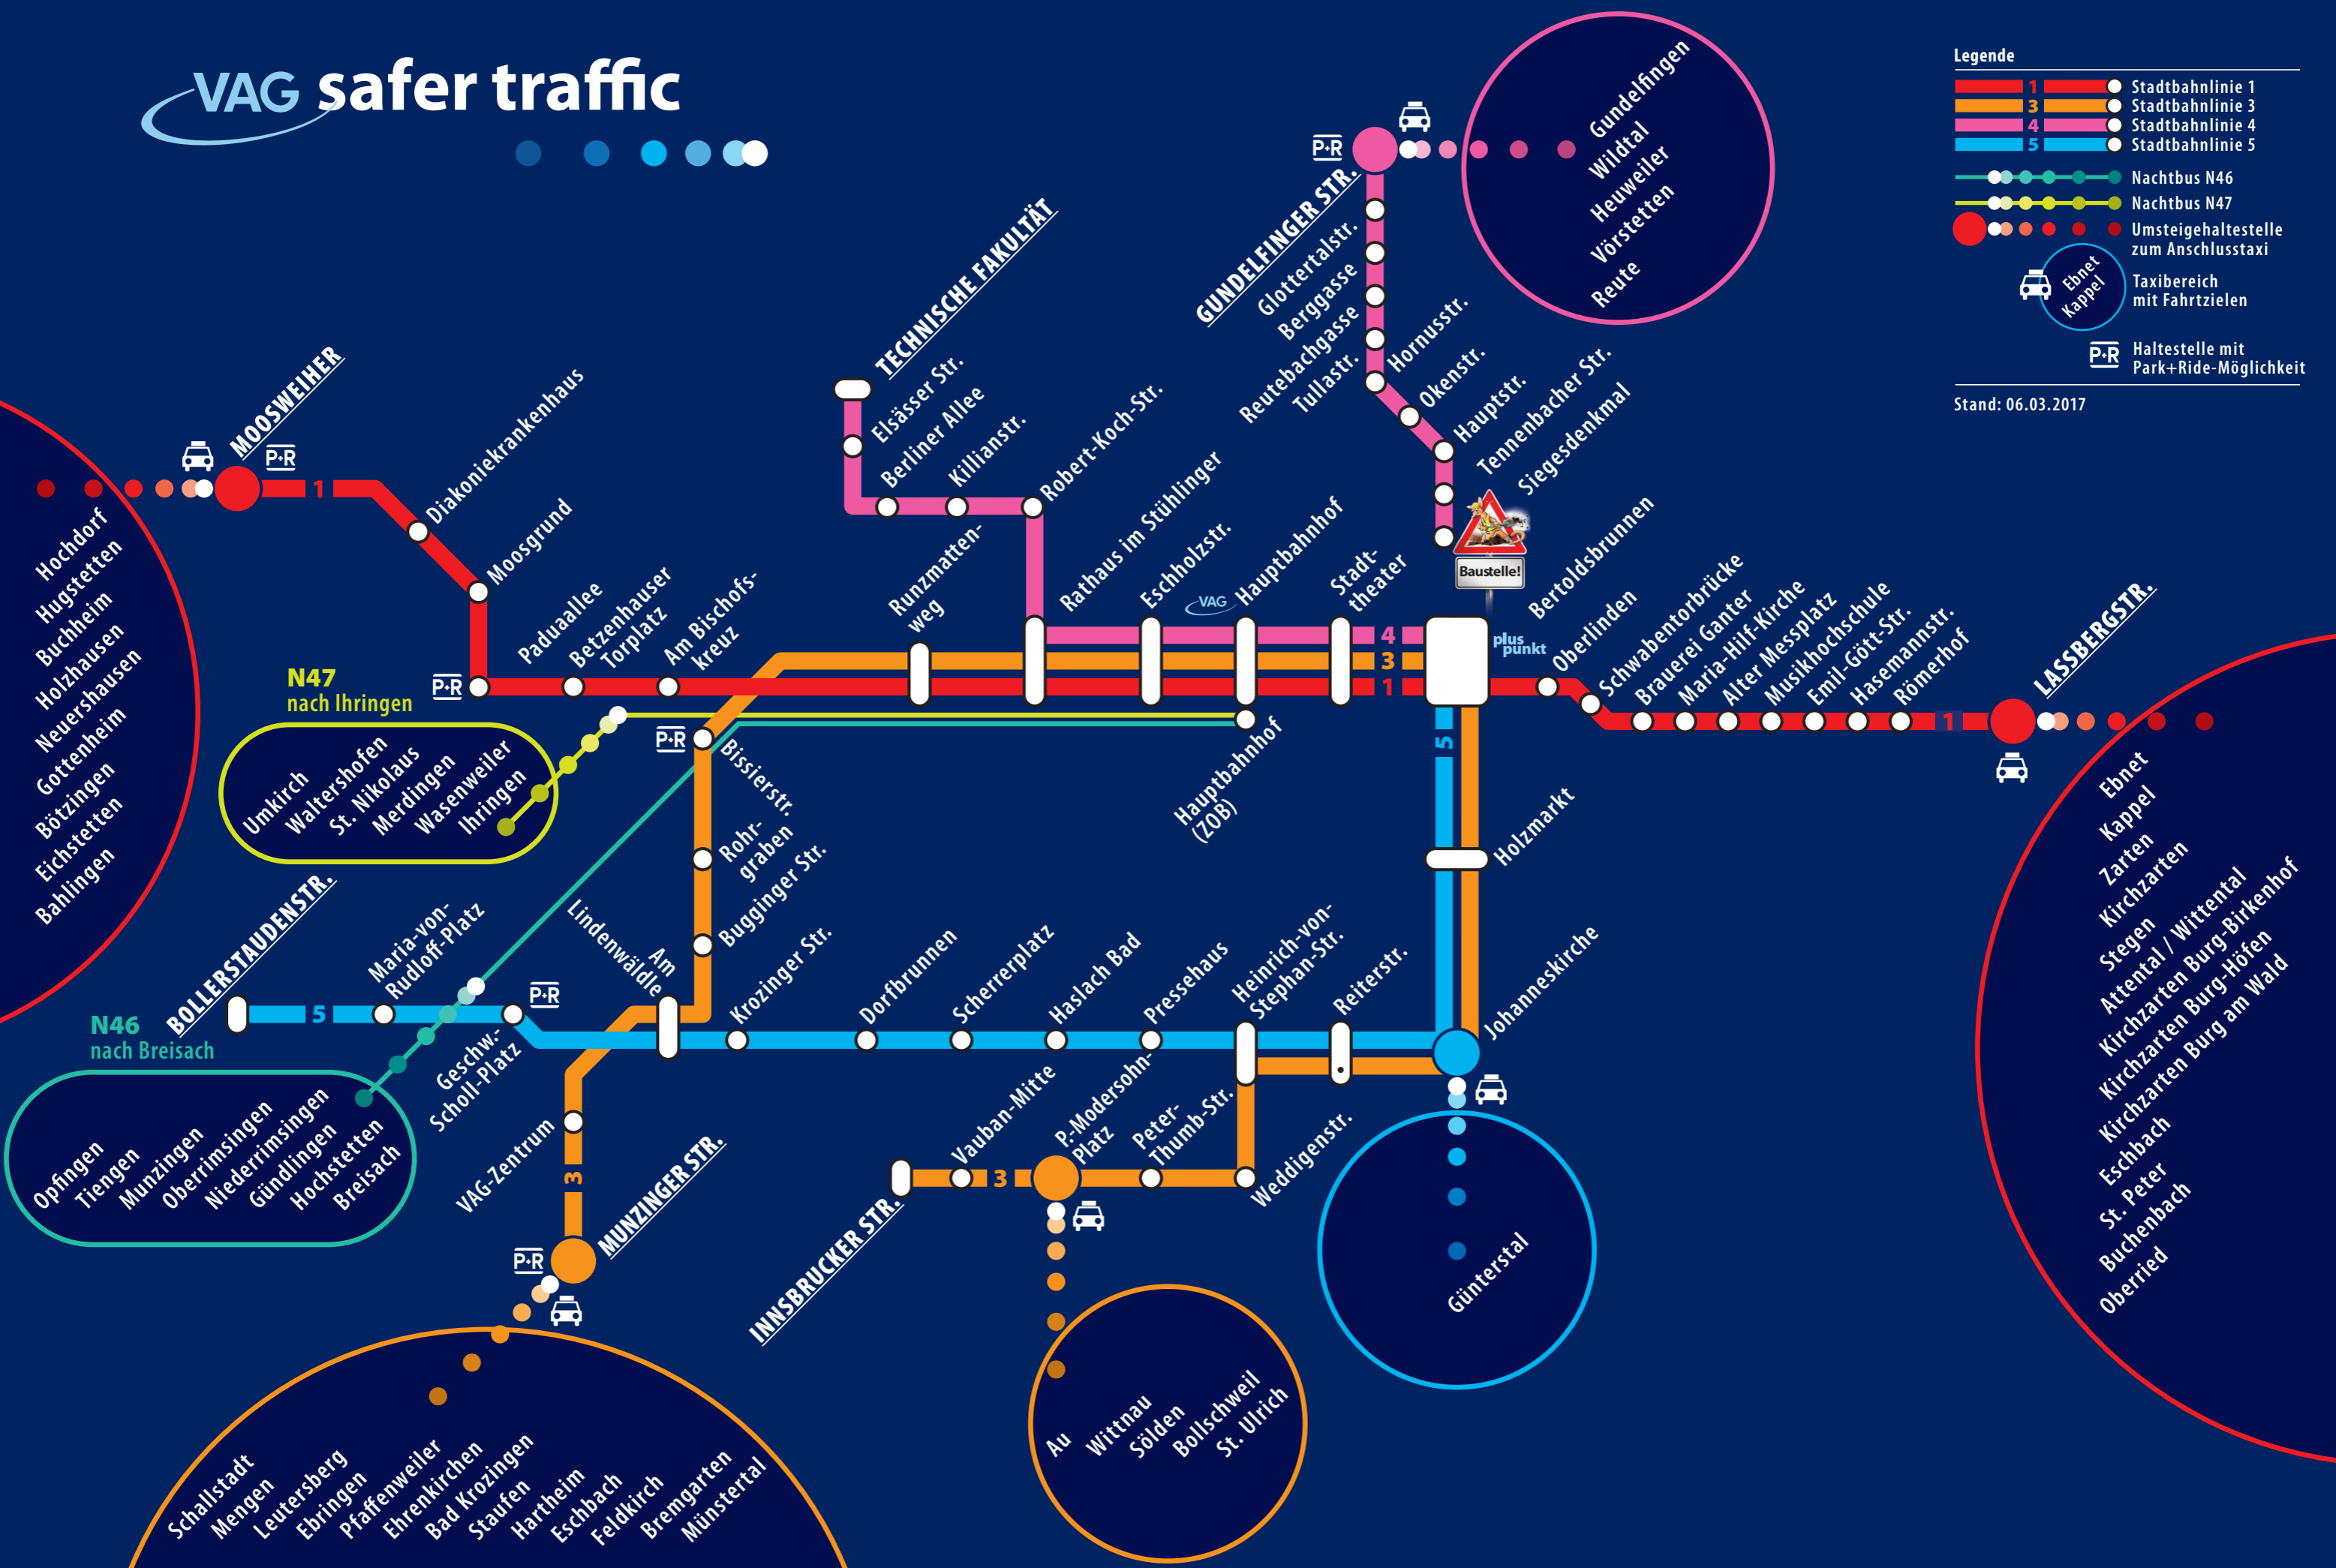 VAG safer traffic
Legende
1 Stadtbahnlinie 1
3 Stadtbahnlinie 3
4 Stadtbahnlinie 4
5 Stadtbahnlinie 5
Nachtbus N46
Nachtbus N47
Umsteigehaltestelle
zum Anschlusstaxi
Ebnet
Kappel
Taxibereich
mit Fahrtzielen
P+R
Haltestelle mit
Park+Ride-Möglichkeit
Stand: 06.03.2017
Gundelfingen
Wildtal
Heuweiler
Vörstetten
Reute
P+R
GUNDELFINGER STR.
Glottertalstr.
Berggasse
Reutebachgasse
Tullastr.
Hornusstr.
Okenstr.
Hauptstr.
Tennenbacher Str.
Siegesdenkmal
Baustelle!
TECHNISCHE FAKULTÄT
Elsässer Str.
Berliner Allee
Killianstr.
Robert-Koch-Str.
MOOSWEIHER
P+R
1
Diakoniekrankenhaus
Moosgrund
P+R
Paduaallee
Betzenhauser
Torplatz
Am Bischofs-
kreuz
Runzmatten-
weg
Rathaus im Stühlinger
Eschholzstr.
VAG
Hauptbahnhof
Stadt-
theater
4
3
1
Bertoldsbrunnen
plus
punkt
Oberlinden
Schwabentorbrücke
Brauerei Ganter
Maria-Hilf-Kirche
Alter Messplatz
Musikhochschule
Emil-Gött-Str.
Hasemannstr.
Römerhof
1
LASSBERGSTR.
Hochdorf
Hugstetten
Buchheim
Holzhausen
Neuershausen
Gottenheim
Bötzingen
Eichstetten
Bahlingen
N47
nach Ihringen
Umkirch
Waltershofen
St. Nikolaus
Merdingen
Wasenweiler
Ihringen
P+R
Bissierstr.
Rohr-
graben
Bugginger Str.
Hauptbahnhof
(ZOB)
5
Holzmarkt
Johanneskirche
BOLLERSTAUDENSTR.
5
Maria-von-
Rudloff-Platz
P+R
Geschw.-
Scholl-Platz
Am
Lindenwäldle
Krozinger Str.
Dorfbrunnen
Scherrerplatz
Haslach Bad
Pressehaus
Heinrich-von-
Stephan-Str.
Reiterstr.
N46
nach Breisach
Opfingen
Tiengen
Munzingen
Oberrimsingen
Niederrimsingen
Gündlingen
Hochstetten
Breisach
VAG-Zentrum
3
MUNZINGER STR.
P+R
INNSBRUCKER STR.
Vauban-Mitte
3
P.-Modersohn-
Platz
Peter-
Thumb-Str.
Weddigenstr.
Günterstal
Au
Wittnau
Sölden
Bollschweil
St. Ulrich
Schallstadt
Mengen
Leutersberg
Ebringen
Pfaffenweiler
Ehrenkirchen
Bad Krozingen
Staufen
Hartheim
Eschbach
Feldkirch
Bremgarten
Münstertal
Ebnet
Kappel
Zarten
Kirchzarten
Stegen
Attental / Wittental
Kirchzarten Burg-Birkenhof
Kirchzarten Burg-Höfen
Kirchzarten Burg am Wald
Eschbach
St. Peter
Buchenbach
Oberried